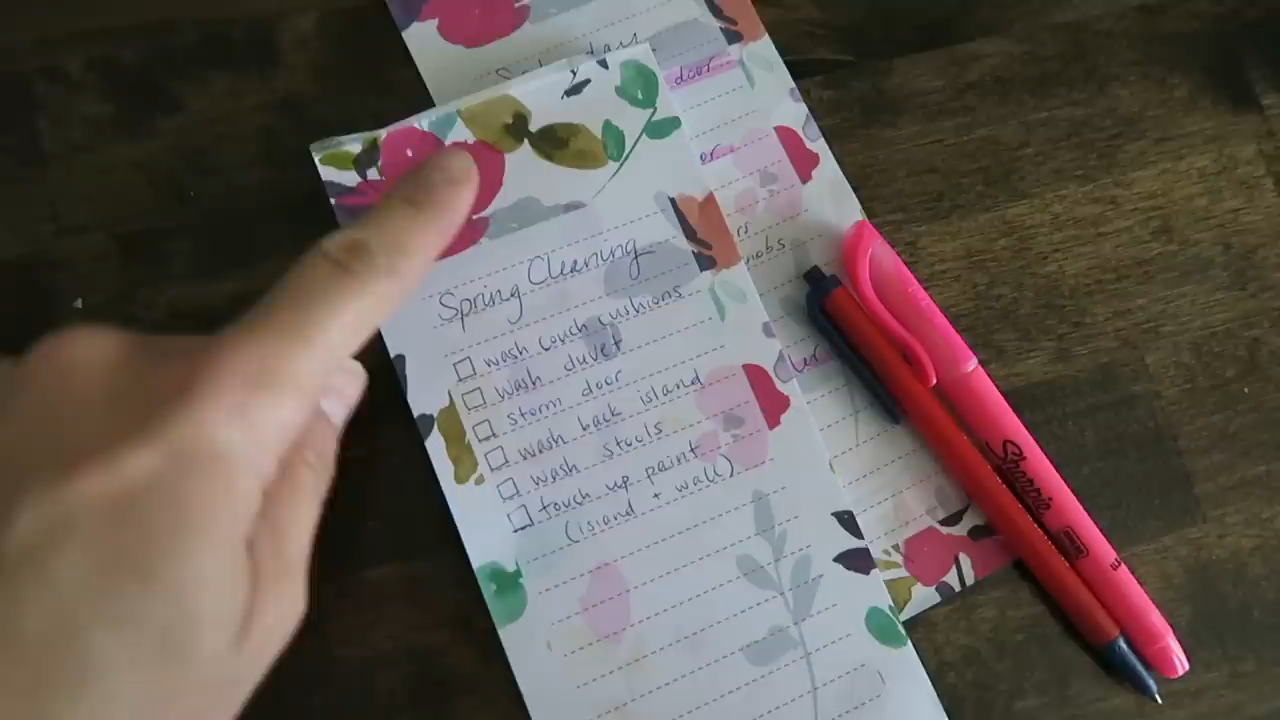 Saturday
door
Spring Cleaning
wash couch cushions
wash duvet
storm door
wash back island
wash stools
touch up paint
(island + wall)
Sharpie